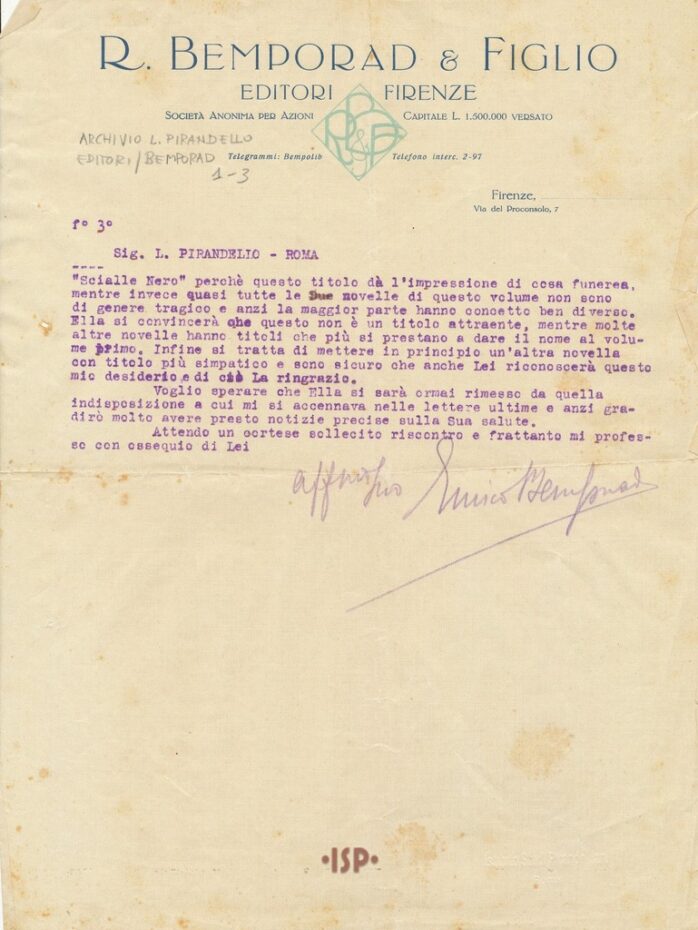 R. BEMPORAD & FIGLIO
EDITORI FIRENZE
SOCIETÀ ANONIMA PER AZIONI CAPITALE L. 1.500.000 VERSATO
RB&F
ARCHIVIO L. PIRANDELLO
EDITORI/BEMPORAD
1-3
Telegrammi: Bempolib Telefono interc. 2-97
Firenze,
Via del Proconsolo, 7
f° 3°
Sig. L. PIRANDELLO - ROMA
----
"Scialle Nero" perchè questo titolo dà l'impressione di cosa funerea,
mentre invece quasi tutte le Sue novelle di questo volume non sono
di genere tragico e anzi la maggior parte hanno concetto ben diverso.
Ella si convincerà che questo non è un titolo attraente, mentre molte
altre novelle hanno titoli che più si prestano a dare il nome al volu-
me primo. Infine si tratta di mettere in principio un'altra novella
con titolo più simpatico e sono sicuro che anche Lei riconoscerà questo
mio desiderio e di ciò La ringrazio.
Voglio sperare che Ella si sarà ormai rimesso da quella
indisposizione a cui mi si accennava nelle lettere ultime e anzi gra-
dirò molto avere presto notizie precise sulla Sua salute.
Attendo un cortese sollecito riscontro e frattanto mi profes-
so con ossequio di Lei
Enrico Bemporad
•ISP•